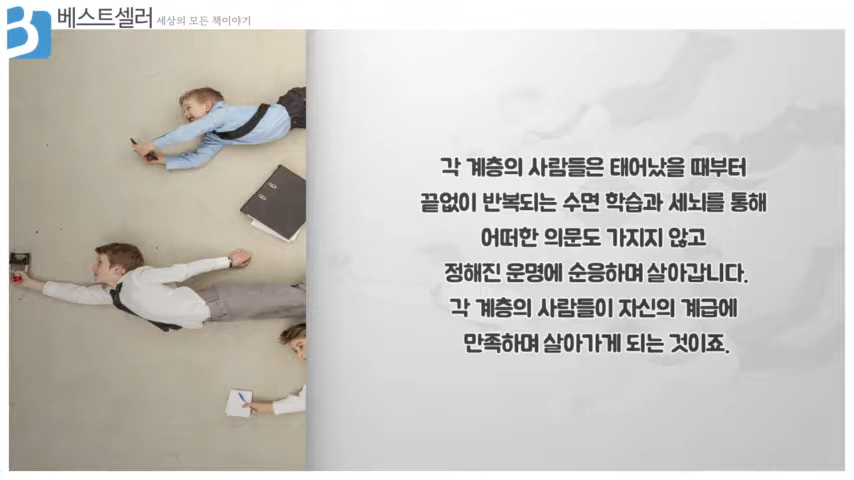 베스트셀러 세상의 모든 책이야기
각 계층의 사람들은 태어났을 때부터
끝없이 반복되는 수면 학습과 세뇌를 통해
어떠한 의문도 가지지 않고
정해진 운명에 순응하며 살아갑니다.
각 계층의 사람들이 자신의 계급에
만족하며 살아가게 되는 것이죠.